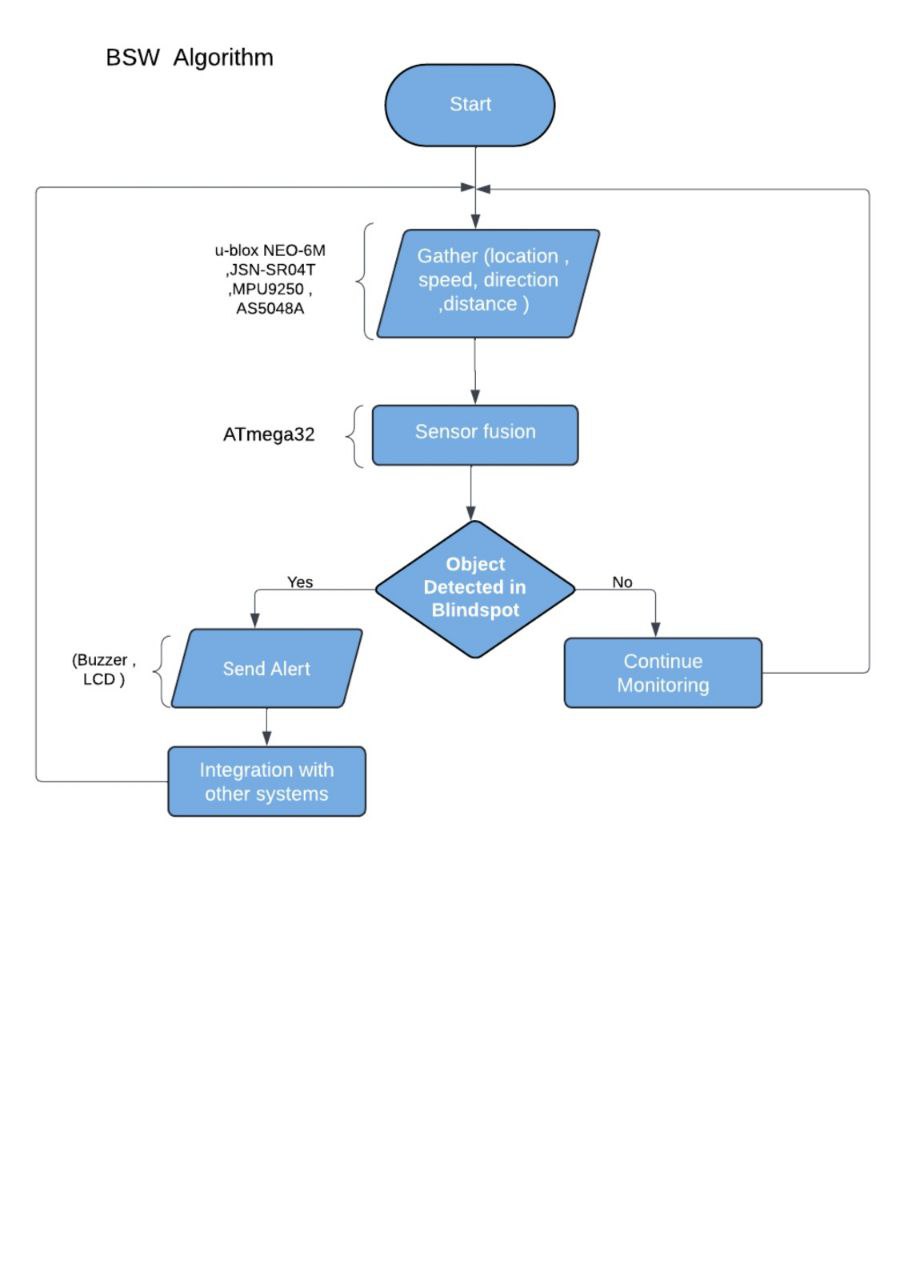 BSW  Algorithm
Start
u-blox NEO-6M
,JSN-SR04T
,MPU9250 ,
AS5048A
Gather (location ,
speed, direction
,distance )
ATmega32
Sensor fusion
Object
Detected in
Blindspot
Yes
No
(Buzzer ,
LCD )
Send Alert
Continue
Monitoring
Integration with
other systems